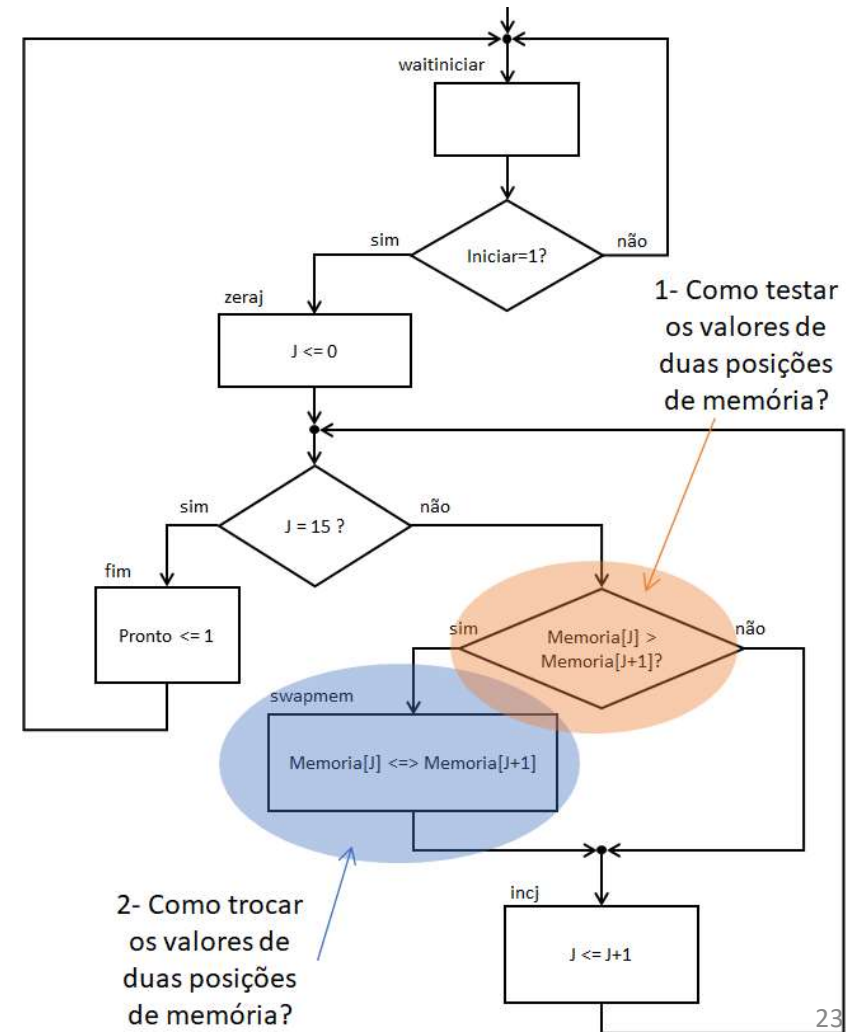 waitiniciar
sim
Iniciar=1?
não
zeraj
J <= 0
1- Como testar
os valores de
duas posições
de memória?
sim
J = 15 ?
não
fim
Pronto <= 1
sim
Memoria[J] >
Memoria[J+1]?
não
swapmem
Memoria[J] <=> Memoria[J+1]
2- Como trocar
os valores de
duas posições
de memória?
incj
J <= J+1
23